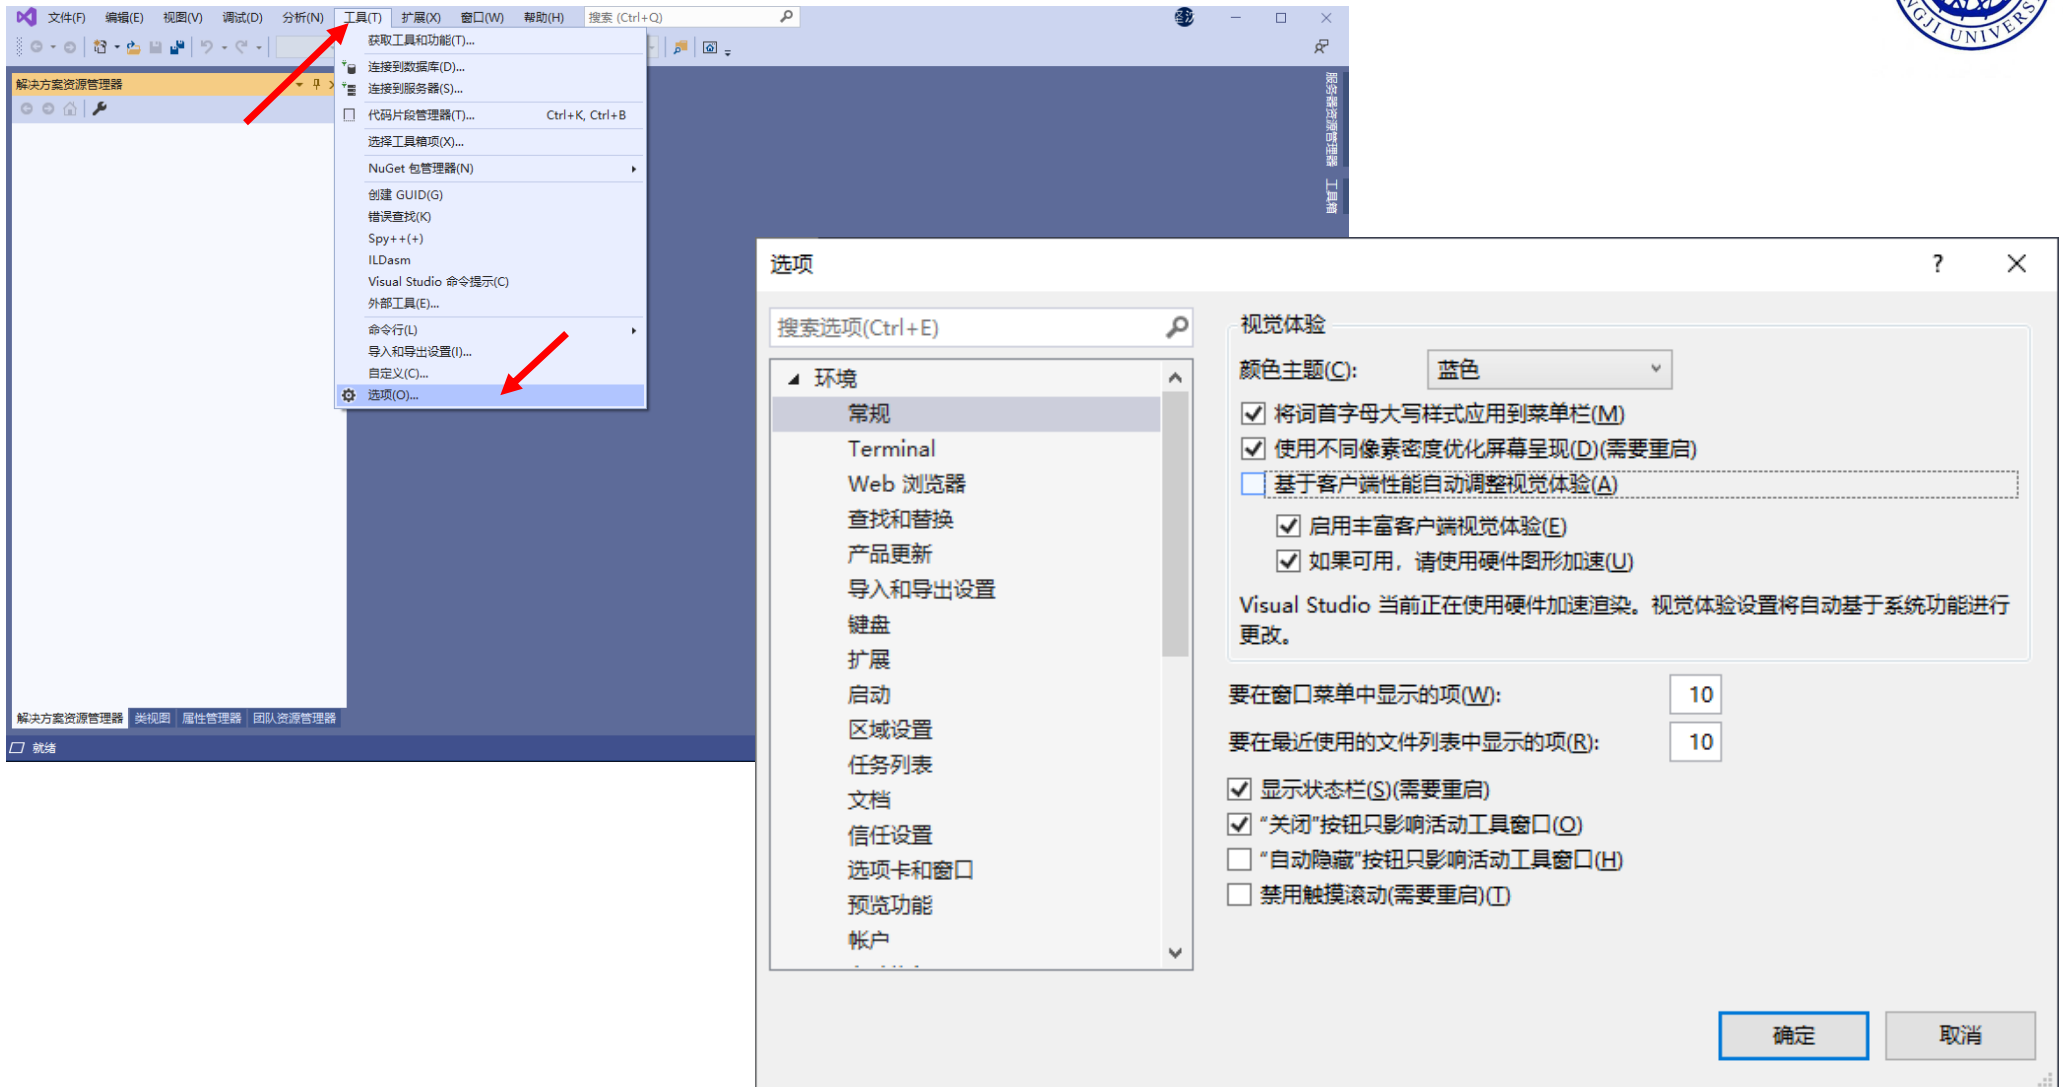 文件(F) 编辑(E) 视图(V) 调试(D) 分析(N) 工具(T) 扩展(X) 窗口(W) 帮助(H) 搜索 (Ctrl+Q)
NGJI UNIVERS
解决方案资源管理器
获取工具和功能(T)...
连接到数据库(D)...
连接到服务器(S)...
代码片段管理器(T)... Ctrl+K, Ctrl+B
选择工具箱项(X)...
NuGet 包管理器(N)
创建 GUID(G)
错误查找(K)
Spy++(+)
ILDasm
Visual Studio 命令提示(C)
外部工具(E)...
命令行(L)
导入和导出设置(I)...
自定义(C)...
选项(O)...
服务器资源管理器
工具箱
解决方案资源管理器 类视图 属性管理器 团队资源管理器
就绪
选项
搜索选项(Ctrl+E)
环境
常规
Terminal
Web 浏览器
查找和替换
产品更新
导入和导出设置
键盘
扩展
启动
区域设置
任务列表
文档
信任设置
选项卡和窗口
预览功能
帐户
视觉体验
颜色主题(C): 蓝色
将词首字母大写样式应用到菜单栏(M)
使用不同像素密度优化屏幕呈现(D)(需要重启)
基于客户端性能自动调整视觉体验(A)
启用丰富客户端视觉体验(E)
如果可用，请使用硬件图形加速(U)
Visual Studio 当前正在使用硬件加速渲染。视觉体验设置将自动基于系统功能进行
更改。
要在窗口菜单中显示的项(W): 10
要在最近使用的文件列表中显示的项(R): 10
显示状态栏(S)(需要重启)
“关闭”按钮只影响活动工具窗口(O)
“自动隐藏”按钮只影响活动工具窗口(H)
禁用触摸滚动(需要重启)(T)
确定 取消